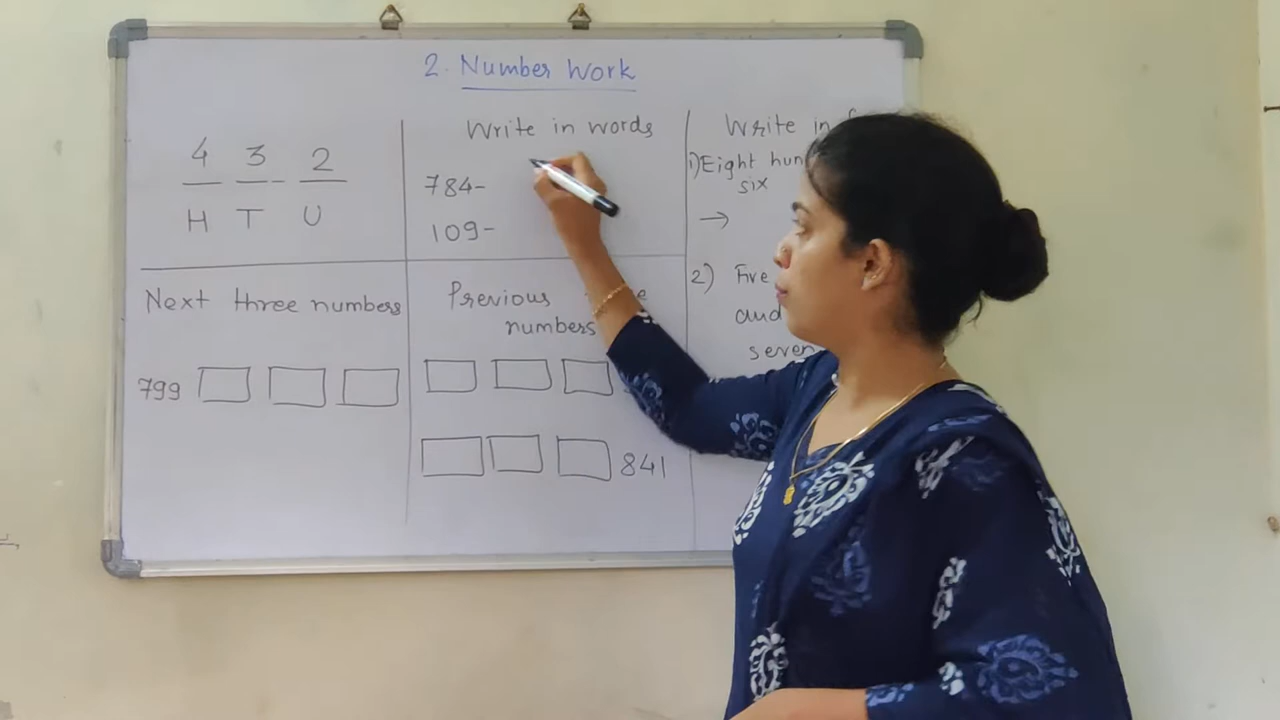 2. Number Work
4 3 2
H T U
Write in words
784-
109-
Write in
1) Eight
six
→
2) Five
and
seven
Next three numbers
799
Previous
numbers
841